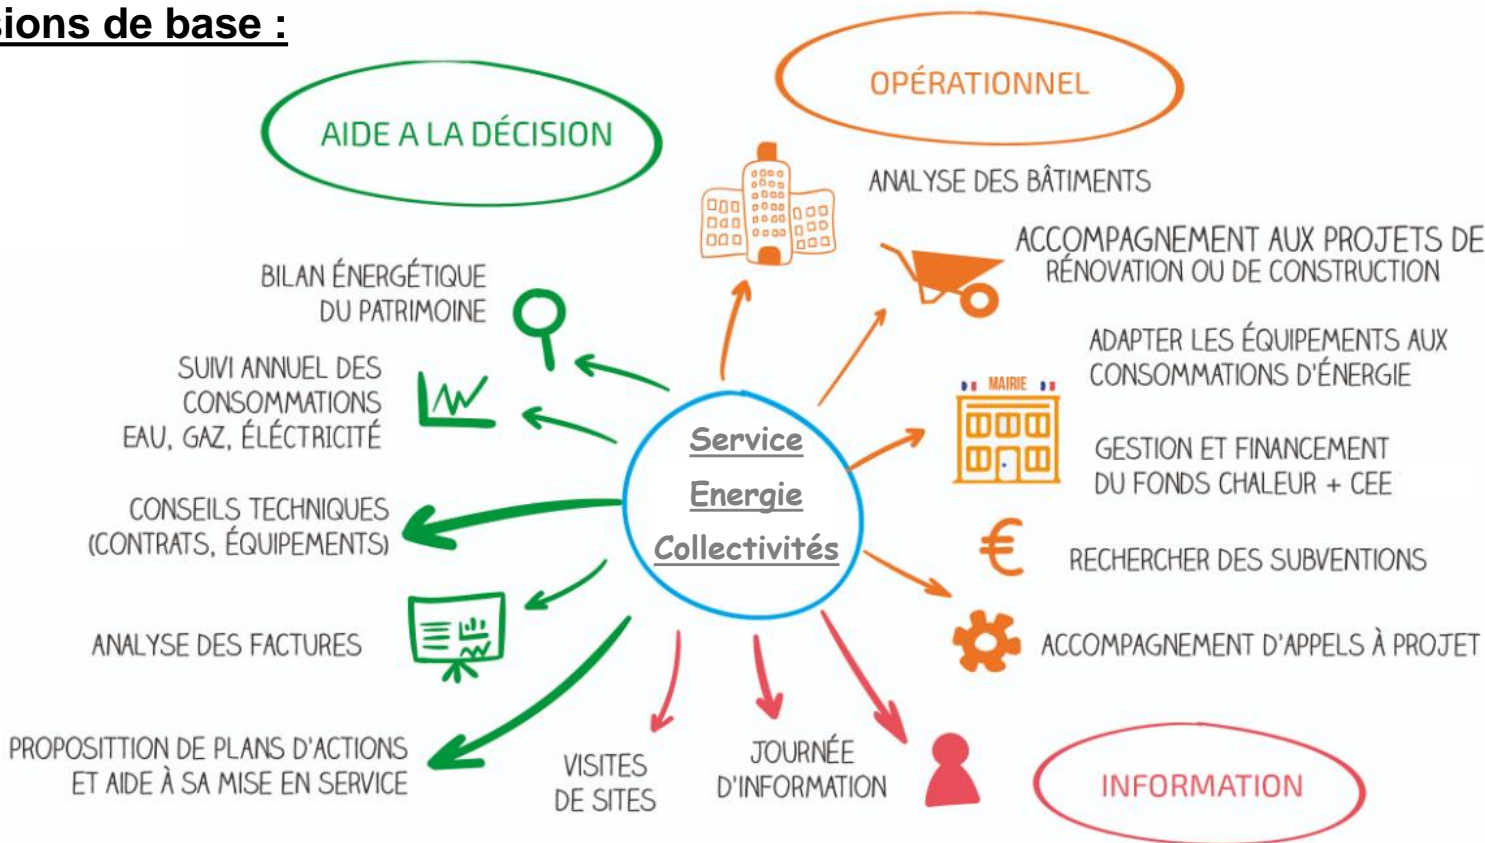 sions de base :
AIDE A LA DÉCISION
BILAN ÉNERGÉTIQUE
DU PATRIMOINE
SUIVI ANNUEL DES
CONSOMMATIONS
EAU, GAZ, ÉLÉCTRICITÉ
CONSEILS TECHNIQUES
(CONTRATS, ÉQUIPEMENTS)
ANALYSE DES FACTURES
PROPOSITTION DE PLANS D'ACTIONS
ET AIDE À SA MISE EN SERVICE
Service
Energie
Collectivités
OPÉRATIONNEL
ANALYSE DES BÂTIMENTS
ACCOMPAGNEMENT AUX PROJETS DE
RÉNOVATION OU DE CONSTRUCTION
ADAPTER LES ÉQUIPEMENTS AUX
CONSOMMATIONS D'ÉNERGIE
MAIRIE
GESTION ET FINANCEMENT
DU FONDS CHALEUR + CEE
€
RECHERCHER DES SUBVENTIONS
ACCOMPAGNEMENT D'APPELS À PROJET
VISITES
DE SITES
JOURNÉE
D'INFORMATION
INFORMATION